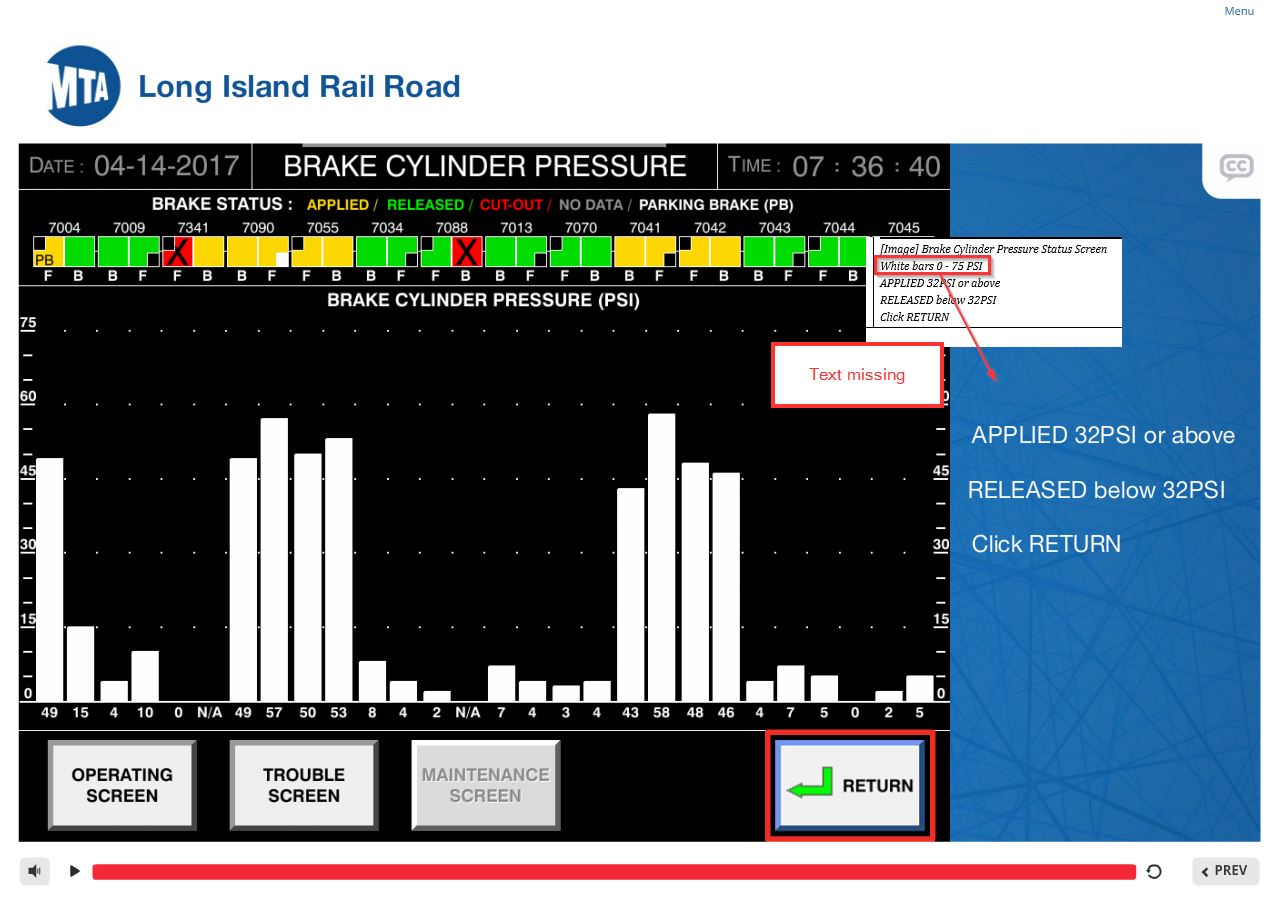 Menu
MTA
Long Island Rail Road
DATE : 04-14-2017
BRAKE CYLINDER PRESSURE
TIME : 07 : 36 : 40
CC
BRAKE STATUS : APPLIED / RELEASED / CUT-OUT / NO DATA / PARKING BRAKE (PB)
7004 7009 7341 7090 7055 7034 7088 7013 7070 7041 7042 7043 7044 7045
PB X X
F B B F F B B F F B B F F B B F F B B F F B B F F B
[Image] Brake Cylinder Pressure Status Screen
White bars 0 - 75 PSI
APPLIED 32PSI or above
RELEASED below 32PSI
Click RETURN
BRAKE CYLINDER PRESSURE (PSI)
75
Text missing
60 0
APPLIED 32PSI or above
45 45
RELEASED below 32PSI
30 30
Click RETURN
15 15
0 0
49 15 4 10 0 N/A 49 57 50 53 8 4 2 N/A 7 4 3 4 43 58 48 46 4 7 5 0 2 5
OPERATING
SCREEN
TROUBLE
SCREEN
MAINTENANCE
SCREEN
RETURN
PREV